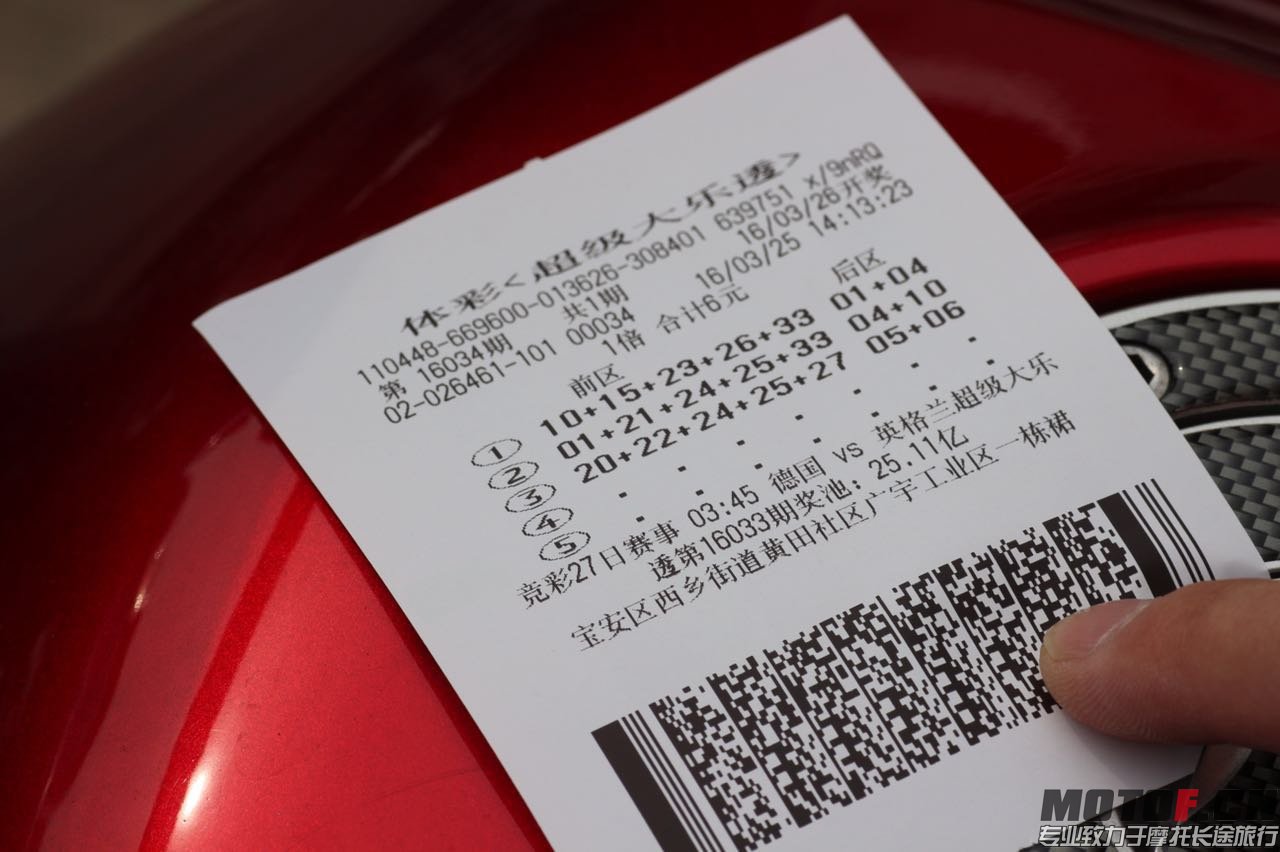 体彩<超级大乐透>
110448-669600-013626-308401 639751 x/9nRQ
第 16034期 共1期 16/03/26开奖
02-026461-101 00034 16/03/25 14:13:23
1倍 合计6元
前区 后区
① 10+15+23+26+33 01+04
② 01+21+24+25+33 04+10
③ 20+22+24+25+27 05+06
④
⑤
竞彩27日赛事 03:45 德国 vs 英格兰超级大乐
透第16033期奖池：25.11亿
宝安区西乡街道黄田社区广宇工业区一栋裙
MOTOF.CN
专业致力于摩托长途旅行